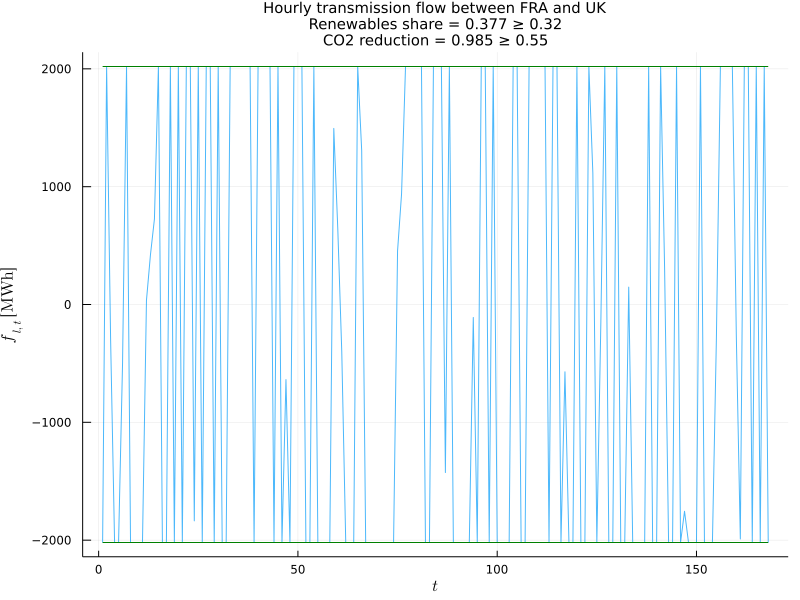 Hourly transmission flow between FRA and UK
Renewables share = 0.377 ≥ 0.32
CO2 reduction = 0.985 ≥ 0.55
2000
1000
0
−1000
−2000
f_{l,t} [MWh]
0
50
100
150
t